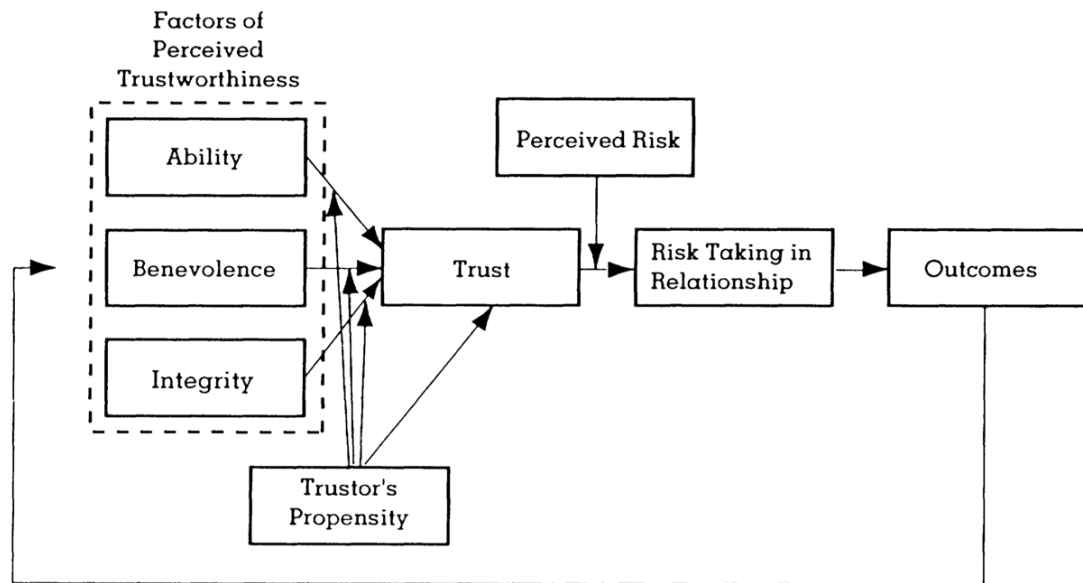 Factors of
Perceived
Trustworthiness
Ability
Benevolence
Integrity
Trustor's
Propensity
Trust
Perceived Risk
Risk Taking in
Relationship
Outcomes